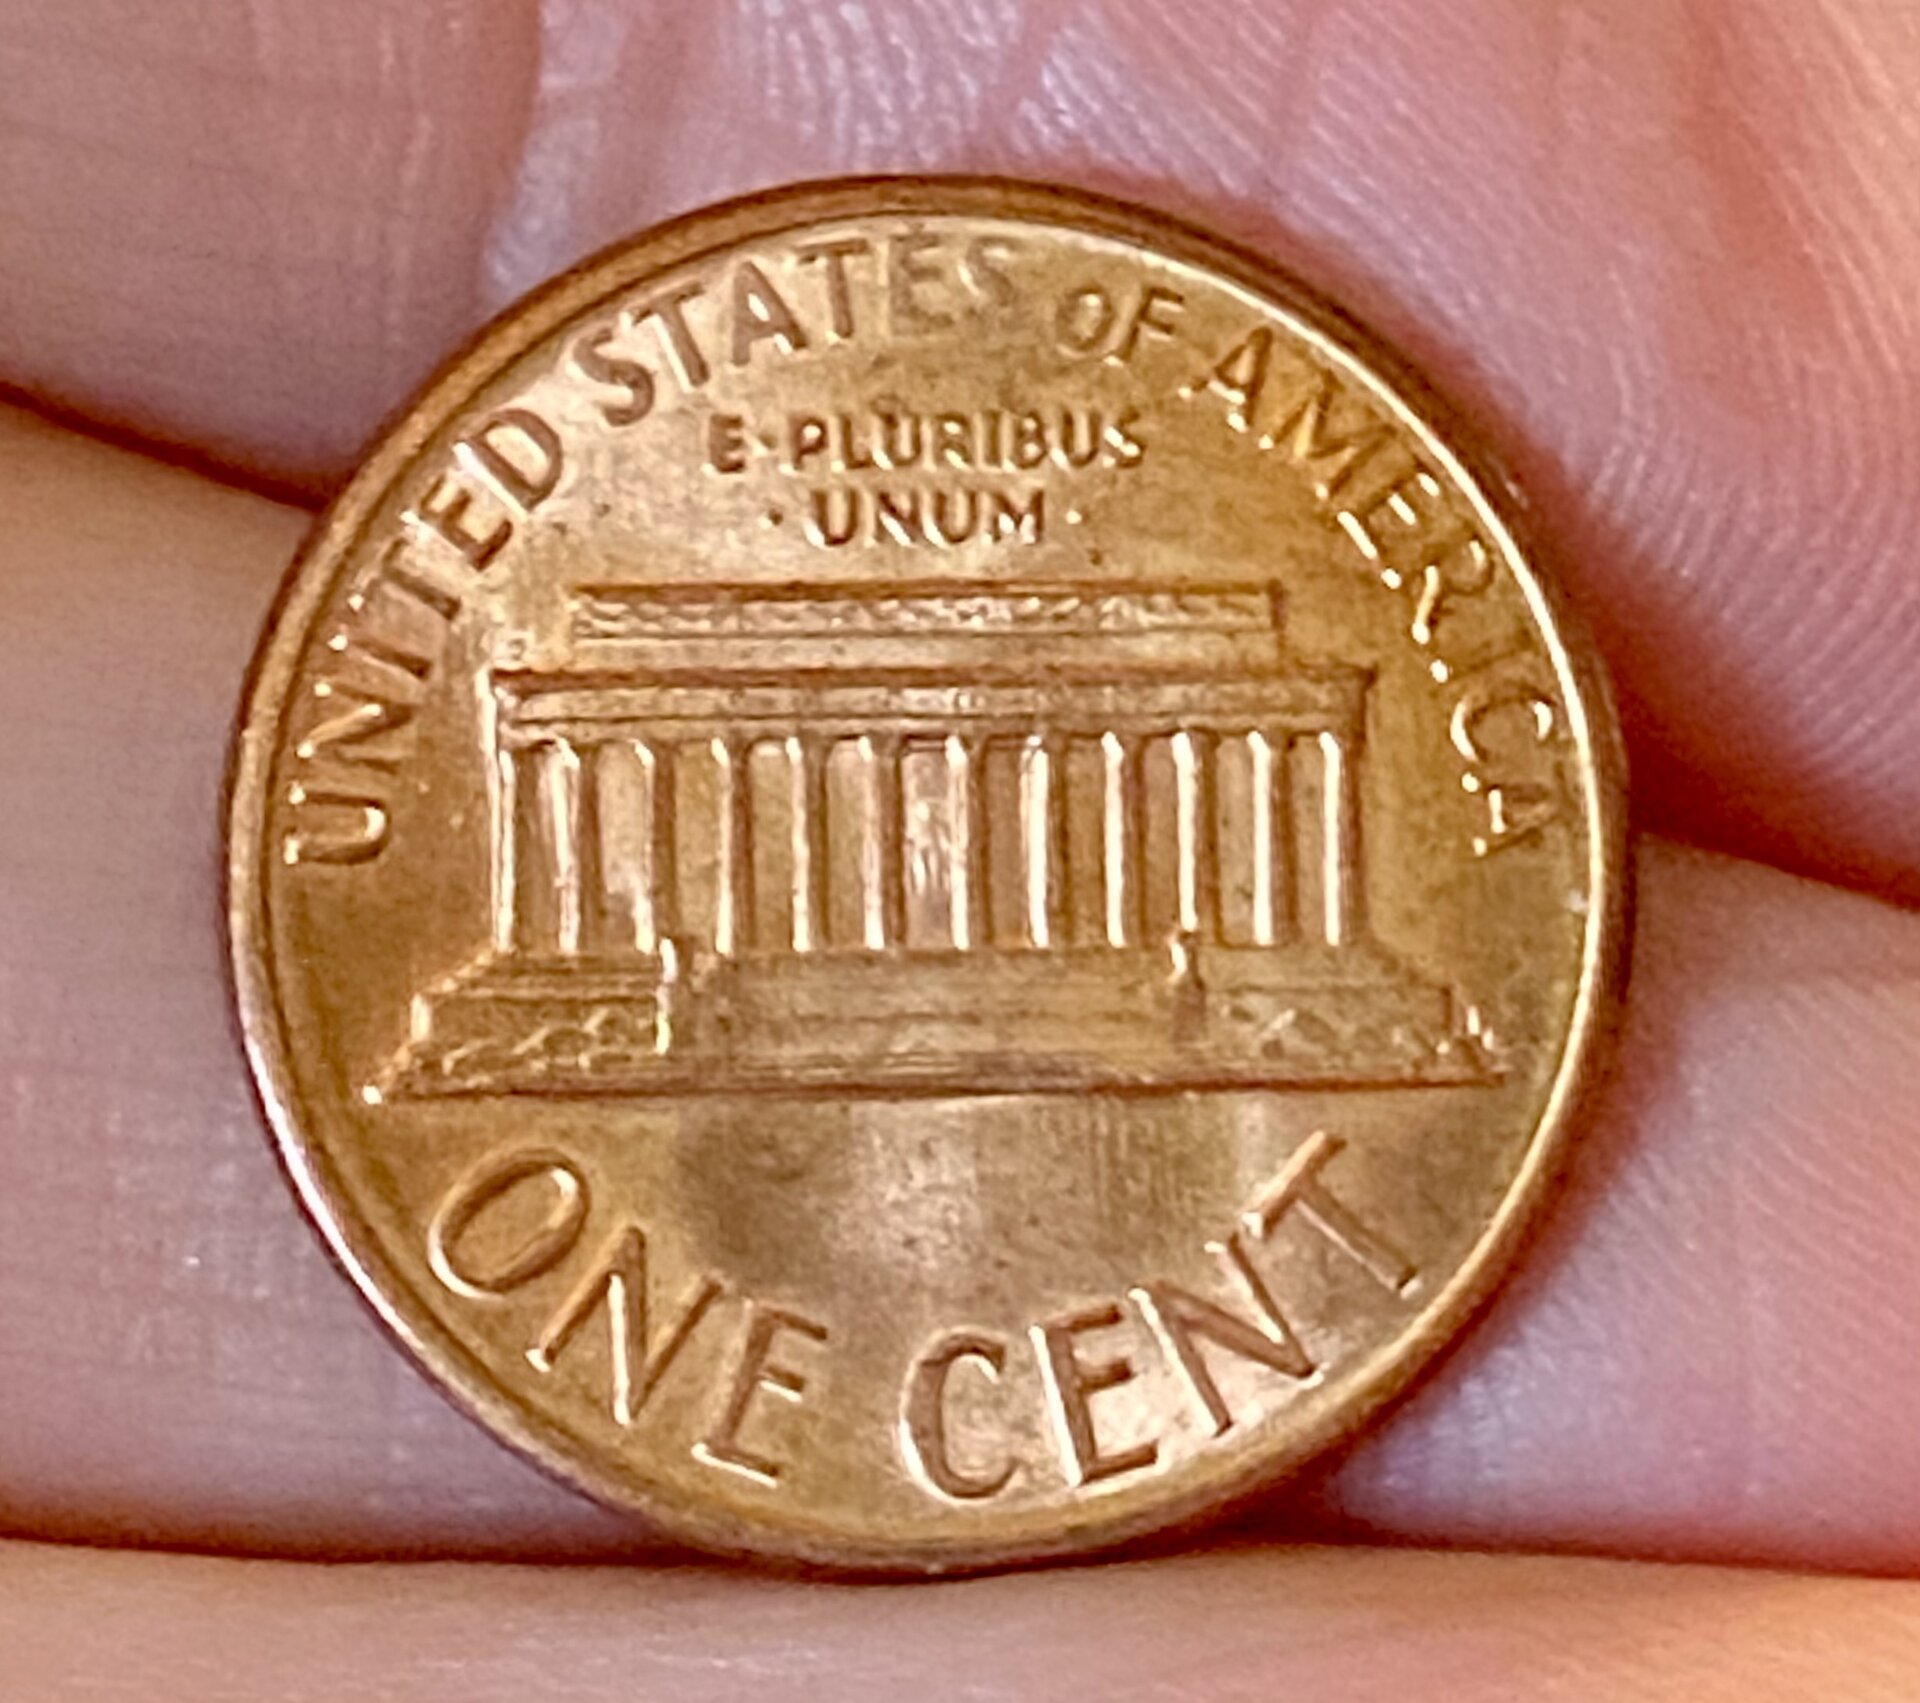 UNITED STATES OF AMERICA
E·PLURIBUS
·UNUM·
ONE CENT